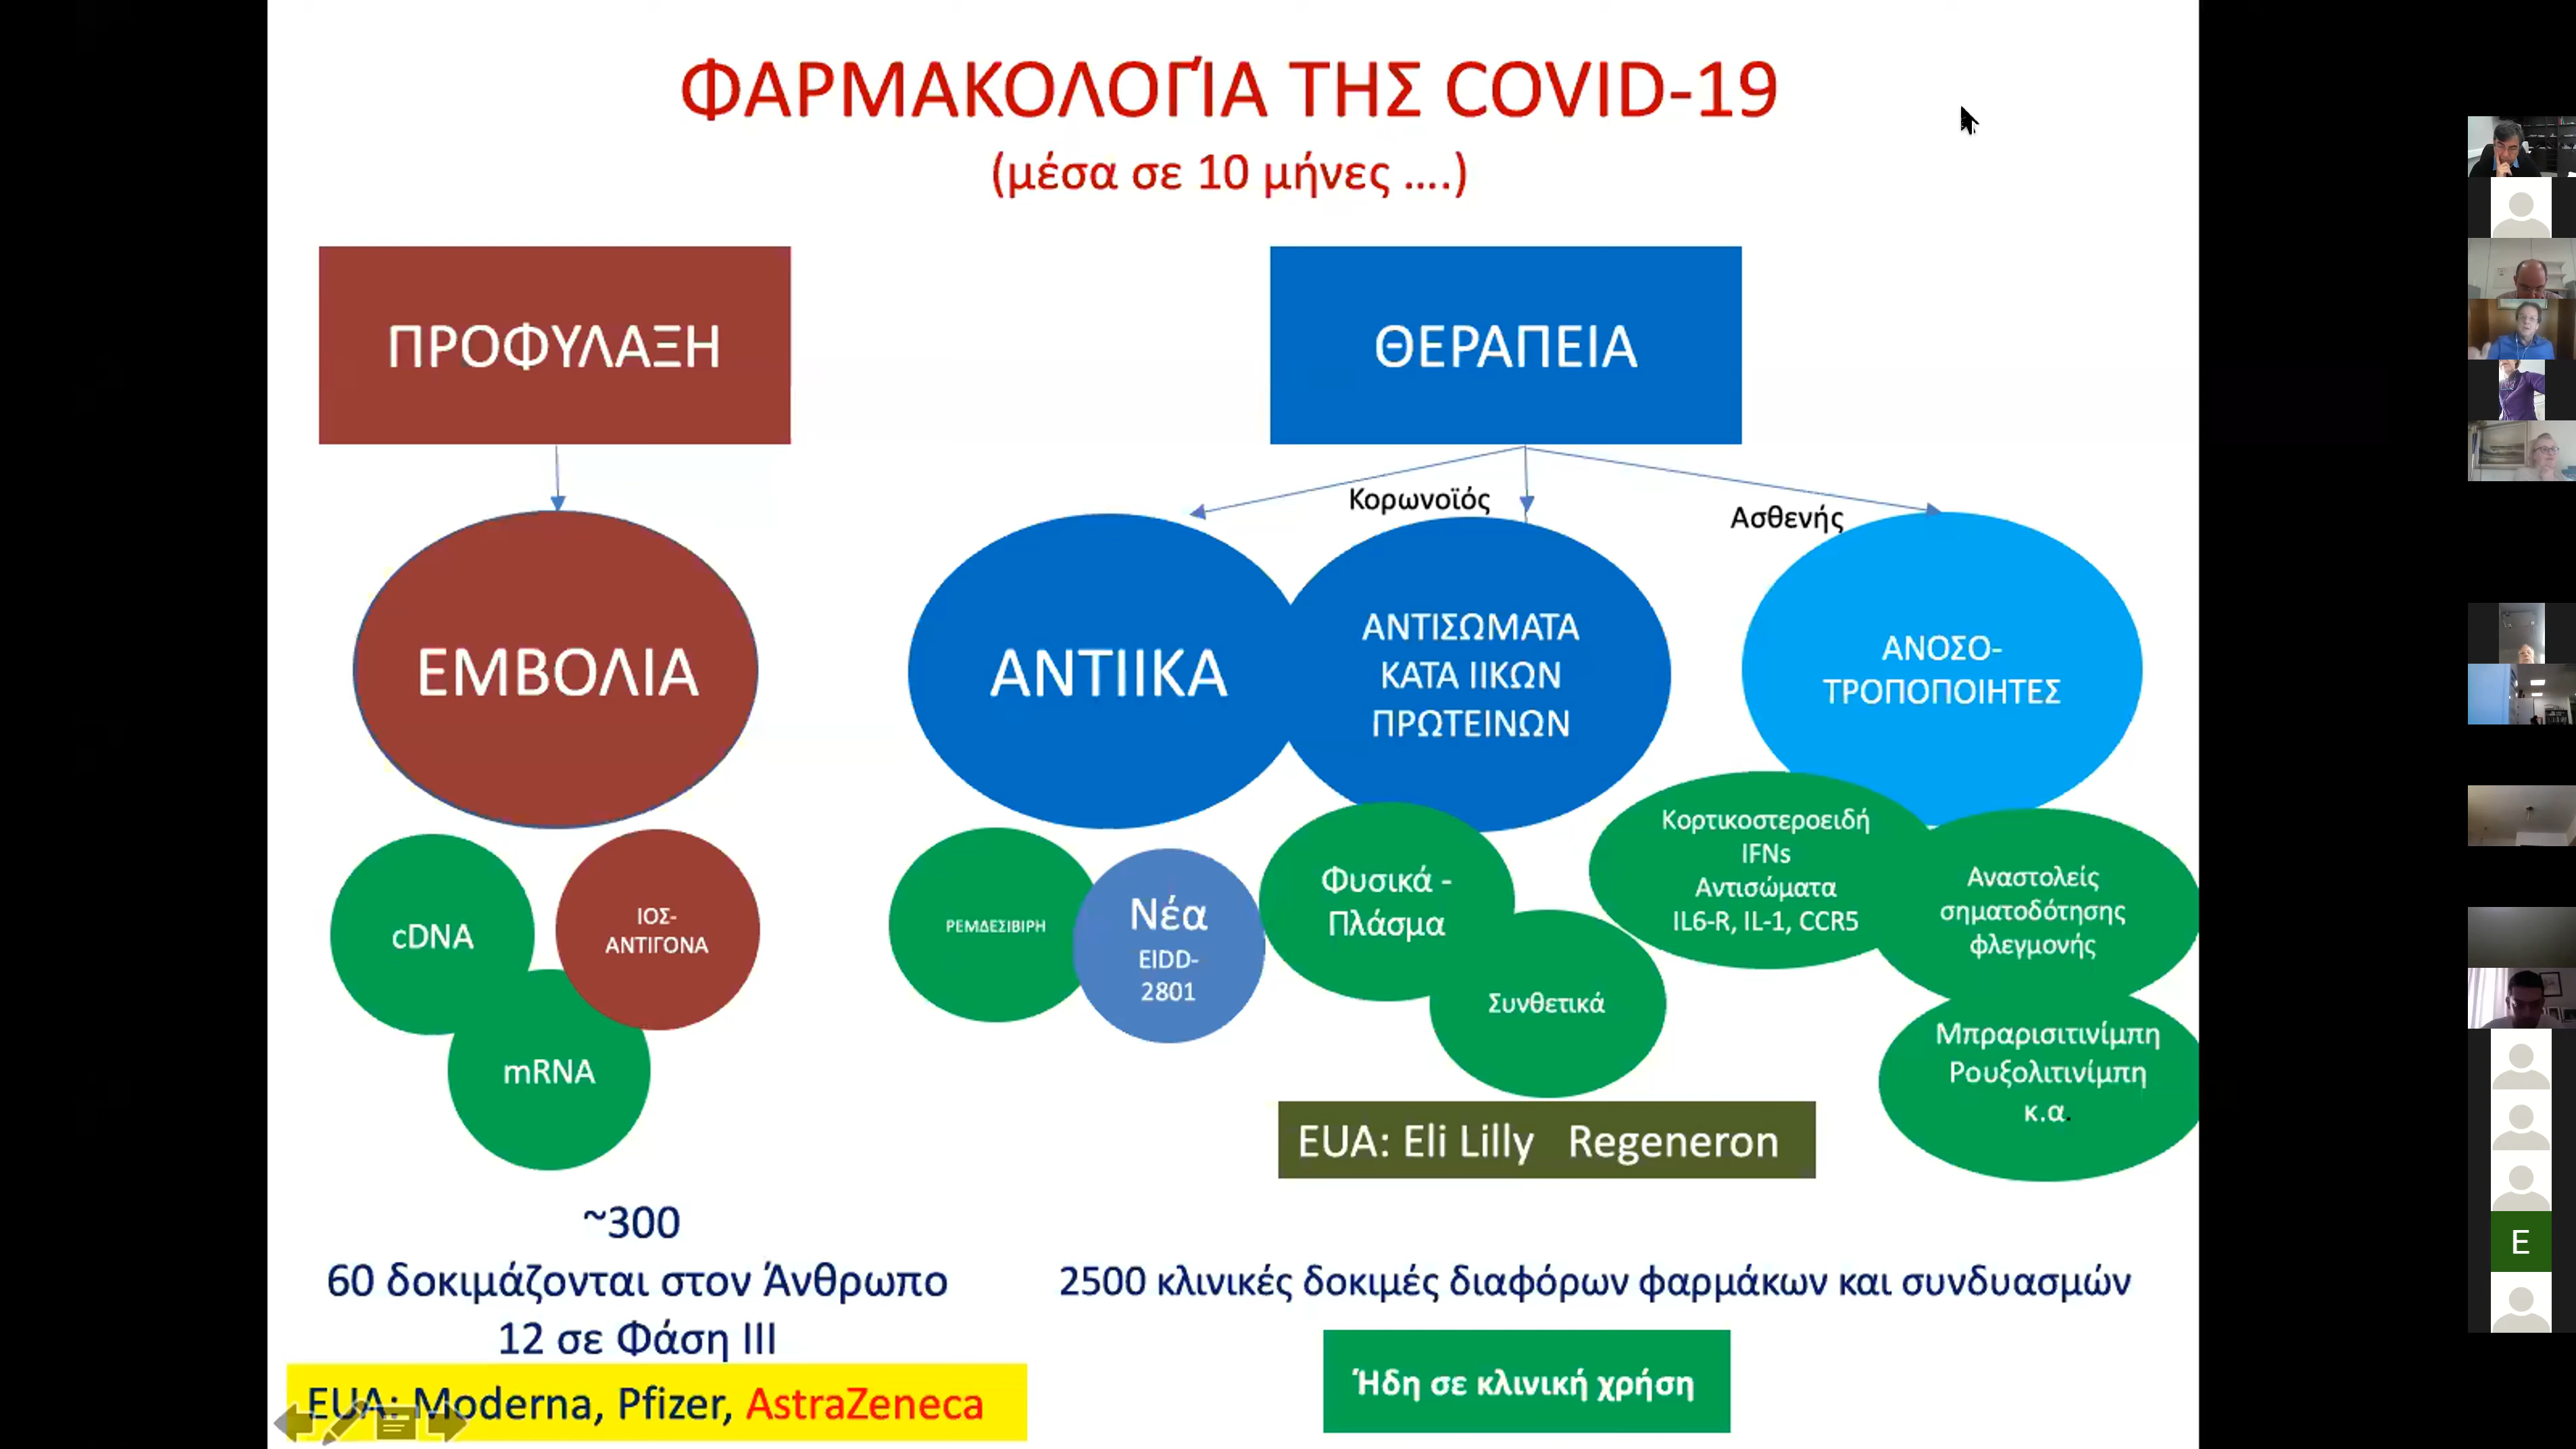 ΦΑΡΜΑΚΟΛΟΓΊΑ ΤΗΣ COVID-19
(μέσα σε 10 μήνες ....)
ΠΡΟΦΥΛΑΞΗ
ΘΕΡΑΠΕΙΑ
Κορωνοϊός
Ασθενής
ΕΜΒΟΛΙΑ
ΑΝΤΙΙΚΑ
ΑΝΤΙΣΩΜΑΤΑ
ΚΑΤΑ ΙΙΚΩΝ
ΠΡΩΤΕΙΝΩΝ
ΑΝΟΣΟ-
ΤΡΟΠΟΠΟΙΗΤΕΣ
cDNA
ΙΟΣ-
ΑΝΤΙΓΟΝΑ
mRNA
ΡΕΜΔΕΣΙΒΙΡΗ
Νέα
EIDD-
2801
Φυσικά -
Πλάσμα
Συνθετικά
Κορτικοστεροειδή
IFNs
Αντισώματα
IL6-R, IL-1, CCR5
Αναστολείς
σηματοδότησης
φλεγμονής
Μπραρισιτινίμπη
Ρουξολιτινίμπη
κ.α.
EUA: Eli Lilly Regeneron
~300
60 δοκιμάζονται στον Άνθρωπο
12 σε Φάση III
EUA: Moderna, Pfizer, AstraZeneca
2500 κλινικές δοκιμές διαφόρων φαρμάκων και συνδυασμών
Ήδη σε κλινική χρήση
E